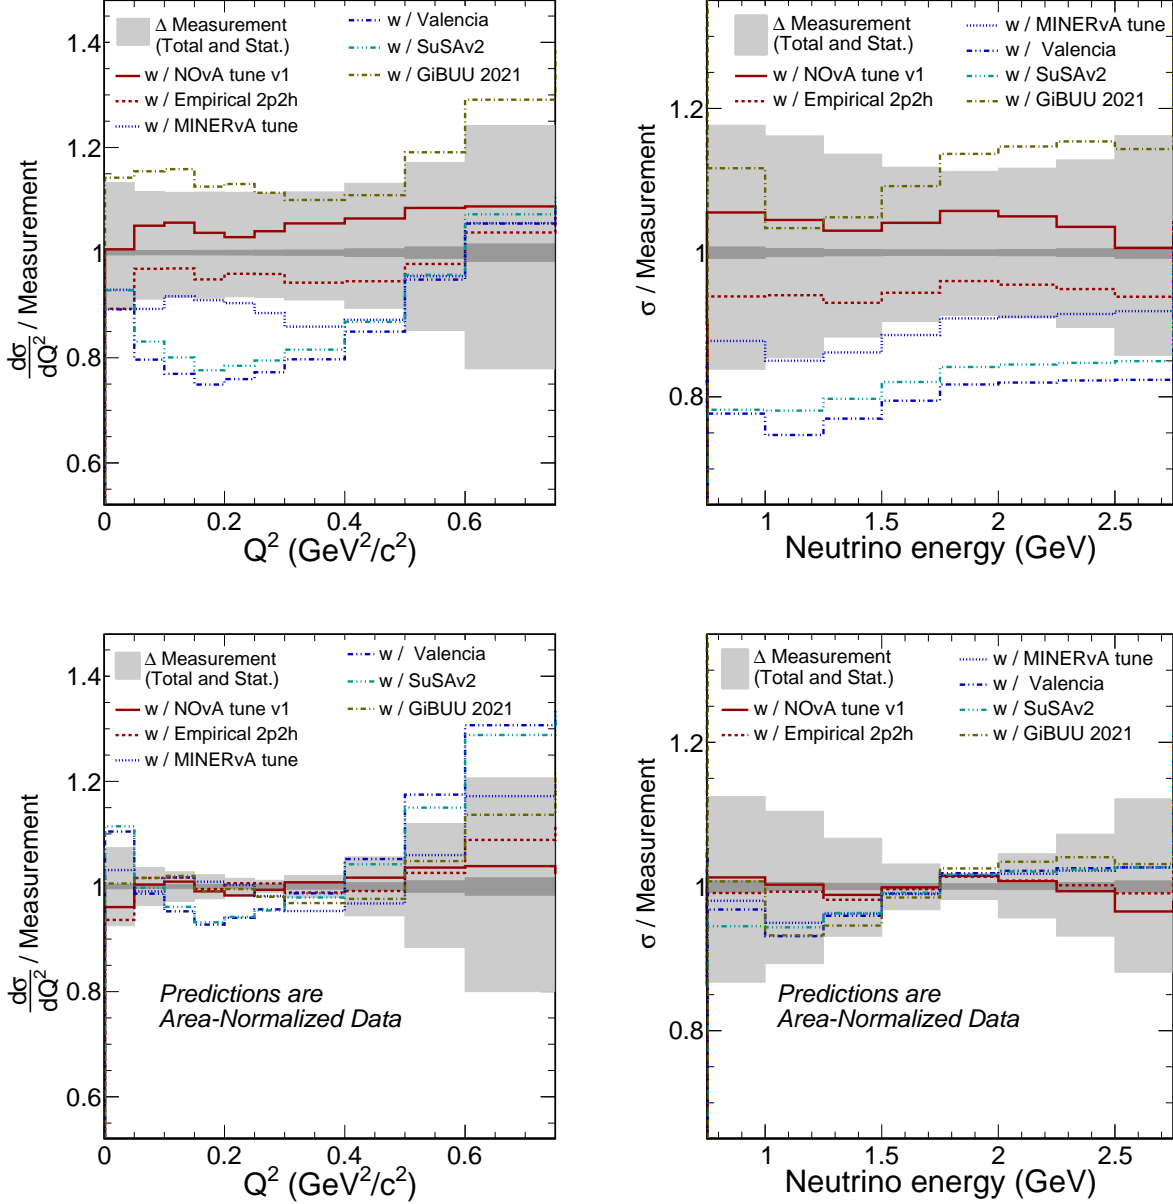 Δ Measurement
(Total and Stat.)
w / NOvA tune v1
w / Empirical 2p2h
w / MINERvA tune
w / Valencia
w / SuSAv2
w / GiBUU 2021
1.4
1.2
1
0.8
0.6
dσ/dQ² / Measurement
0 0.2 0.4 0.6
Q² (GeV²/c²)
Δ Measurement
(Total and Stat.)
w / NOvA tune v1
w / Empirical 2p2h
w / MINERvA tune
w / Valencia
w / SuSAv2
w / GiBUU 2021
1.2
1
0.8
σ / Measurement
1 1.5 2 2.5
Neutrino energy (GeV)
Δ Measurement
(Total and Stat.)
w / NOvA tune v1
w / Empirical 2p2h
w / MINERvA tune
w / Valencia
w / SuSAv2
w / GiBUU 2021
1.4
1.2
1
0.8
0.6
dσ/dQ² / Measurement
Predictions are
Area-Normalized Data
0 0.2 0.4 0.6
Q² (GeV²/c²)
Δ Measurement
(Total and Stat.)
w / NOvA tune v1
w / Empirical 2p2h
w / MINERvA tune
w / Valencia
w / SuSAv2
w / GiBUU 2021
1.2
1
0.8
σ / Measurement
Predictions are
Area-Normalized Data
1 1.5 2 2.5
Neutrino energy (GeV)